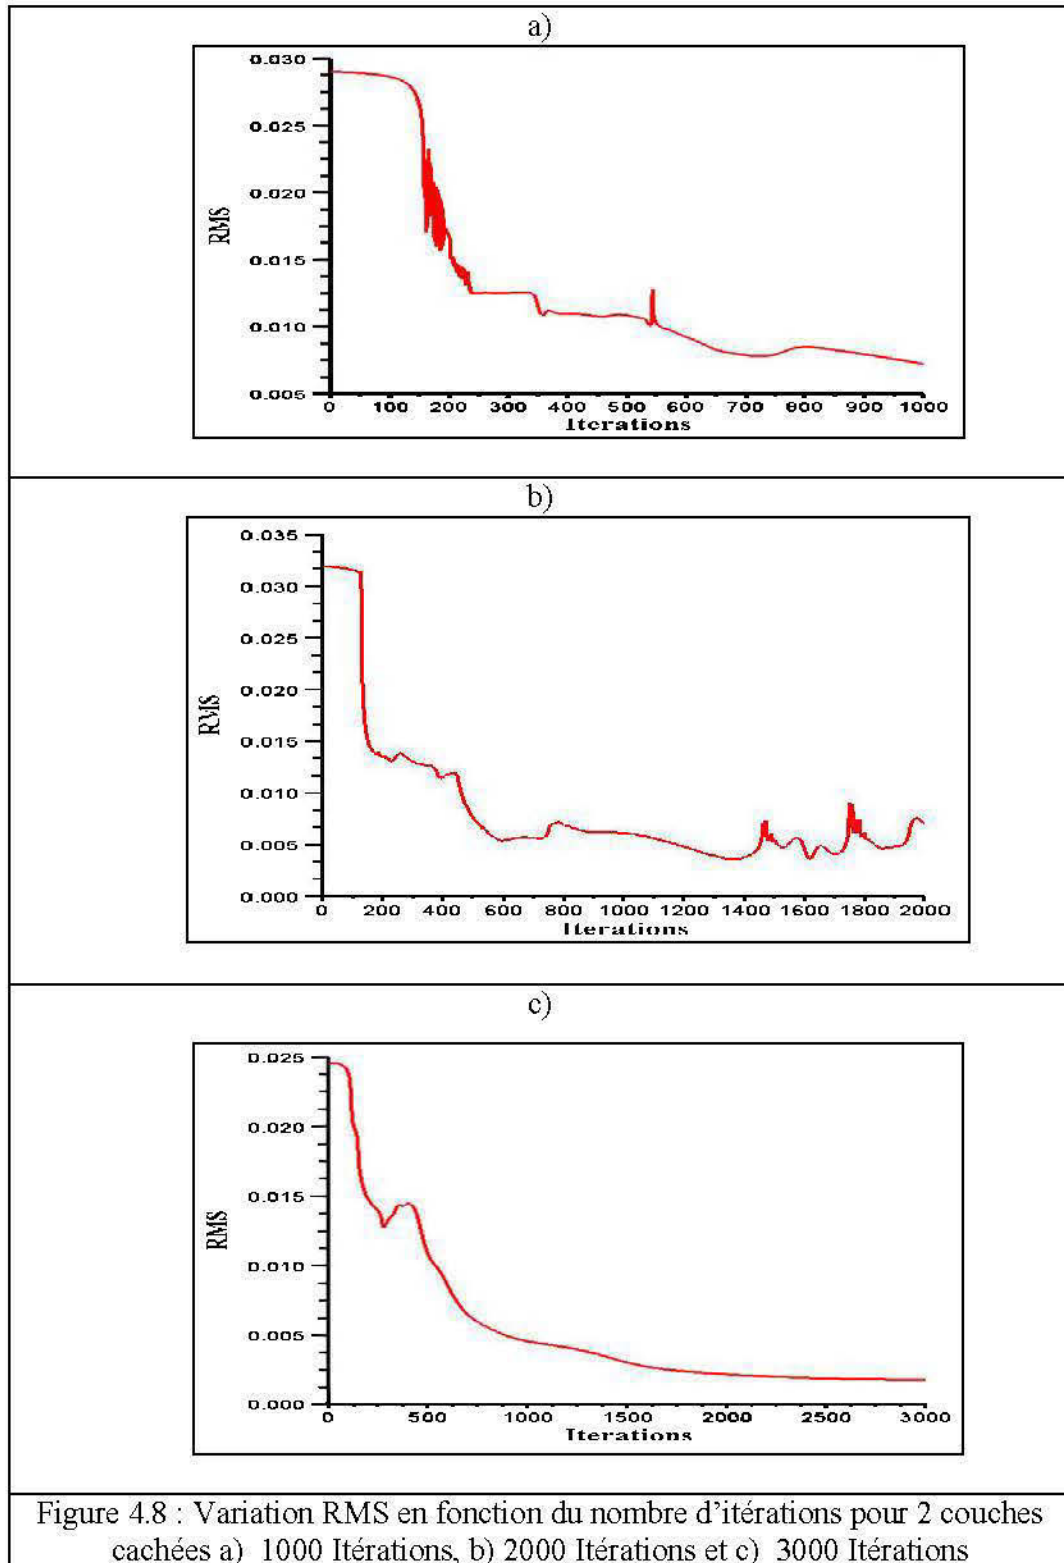 a)
0.030
0.025
0.020
0.015
0.010
0.005
RMS
0 100 200 300 400 500 600 700 800 900 1000
Iterations
b)
0.035
0.030
0.025
0.020
0.015
0.010
0.005
0.000
RMS
0 200 400 600 800 1000 1200 1400 1600 1800 2000
Iterations
c)
0.025
0.020
0.015
0.010
0.005
0.000
RMS
0 500 1000 1500 2000 2500 3000
Iterations
Figure 4.8 : Variation RMS en fonction du nombre d’itérations pour 2 couches
cachées a) 1000 Itérations, b) 2000 Itérations et c) 3000 Itérations